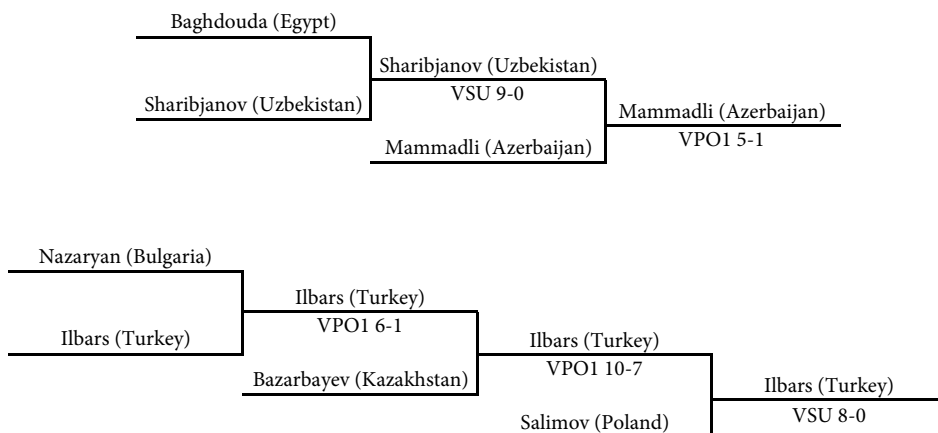 Baghdouda (Egypt)
Sharibjanov (Uzbekistan)
VSU 9-0
Sharibjanov (Uzbekistan)
Mammadli (Azerbaijan)
VPO1 5-1
Mammadli (Azerbaijan)
Nazaryan (Bulgaria)
Ilbars (Turkey)
VPO1 6-1
Ilbars (Turkey)
Ilbars (Turkey)
VPO1 10-7
Bazarbayev (Kazakhstan)
Ilbars (Turkey)
VSU 8-0
Salimov (Poland)